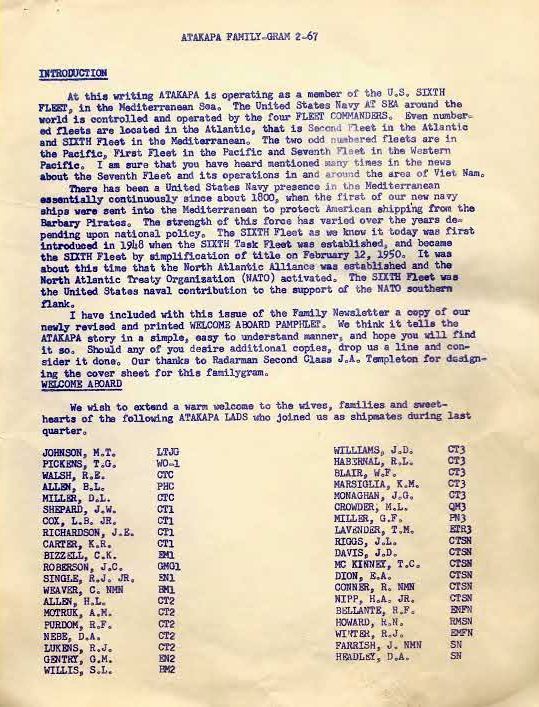 ATAKAPA FAMILY-GRAM 2-67
INTRODUCTION
At this writing ATAKAPA is operating as a member of the U.S. SIXTH
FLEET, in the Mediterranean Sea. The United States Navy AT SEA around the
world is controlled and operated by the four FLEET COMMANDERS. Even number-
ed fleets are located in the Atlantic, that is Second Fleet in the Atlantic
and SIXTH Fleet in the Mediterranean. The two odd numbered fleets are in
the Pacific, First Fleet in the Pacific and Seventh Fleet in the Western
Pacific. I am sure that you have heard mentioned many times in the news
about the Seventh Fleet and its operations in and around the area of Viet Nam.
There has been a United States Navy presence in the Mediterranean
essentially continuously since about 1800, when the first of our new navy
ships were sent into the Mediterranean to protect American shipping from the
Barbary Pirates. The strength of this force has varied over the years de-
pending upon national policy. The SIXTH Fleet as we know it today was first
introduced in 1948 when the SIXTH Task Fleet was established, and became
the SIXTH Fleet by simplification of title on February 12, 1950. It was
about this time that the North Atlantic Alliance was established and the
North Atlantic Treaty Organization (NATO) activated. The SIXTH Fleet was
the United States naval contribution to the support of the NATO southern
flank.
I have included with this issue of the Family Newsletter a copy of our
newly revised and printed WELCOME ABOARD PAMPHLET. We think it tells the
ATAKAPA story in a simple, easy to understand manner, and hope you will find
it so. Should any of you desire additional copies, drop us a line and con-
sider it done. Our thanks to Radarman Second Class J.A. Templeton for design-
ing the cover sheet for this familygram.
WELCOME ABOARD
We wish to extend a warm welcome to the wives, families and sweet-
hearts of the following ATAKAPA LADS who joined us as shipmates during last
quarter.
JOHNSON, M.T. LTJG
PICKENS, T.G. WO-1
WALSH, R.E. CTC
ALLEN, B.L. PHC
MILLER, D.L. CTC
SHEPARD, J.W. CT1
COX, L.B. JR. CT1
RICHARDSON, J.E. CT1
CARTER, K.R. CT1
BIZZELL, C.K. EM1
ROBERSON, J.C. GMG1
SINGLE, R.J. JR. EN1
WEAVER, C. NMN BM1
ALLEN, H.L. CT2
MOTRUK, A.M. CT2
PURDOM, R.F. CT2
NEBE, D.A. CT2
LUKENS, R.J. CT2
GENTRY, G.M. EN2
WILLIS, S.L. BM2
WILLIAMS, J.D. CT3
HABERNAL, R.L. CT3
BLAIR, W.F. CT3
MARSIGLIA, K.M. CT3
MONAGHAN, J.G. CT3
CROWDER, M.L. QM3
MILLER, G.F. PN3
LAVENDER, T.M. ETR3
RIGGS, J.L. CTSN
DAVIS, J.D. CTSN
MC KINNEY, T.C. CTSN
DION, E.A. CTSN
CONNER, R. NMN CTSN
NIPP, H.A. JR. CTSN
BELLANTE, R.F. EMFN
HOWARD, R.N. RMSN
WINTER, R.J. EMFN
FARRISH, J. NMN SN
HEADLEY, D.A. SN